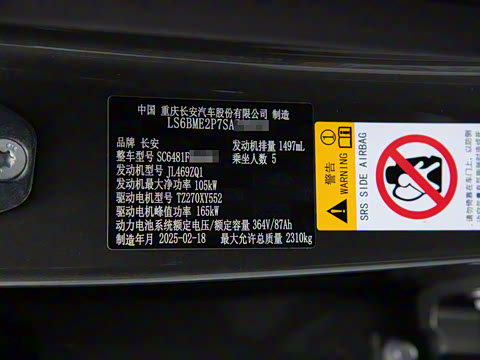 中国 重庆长安汽车股份有限公司 制造
LS6BME2P7SA
品牌 长安
发动机排量 1497mL
整车型号 SC6481F
乘坐人数 5
发动机型号 JL469ZQ1
发动机最大净功率 105kW
驱动电机型号 TZ270XY552
驱动电机峰值功率 165kW
动力电池系统额定电压/额定容量 364V/87Ah
制造年月 2025-02-18 最大允许总质量 2310kg
警告
WARNING
SRS SIDE AIRBAG